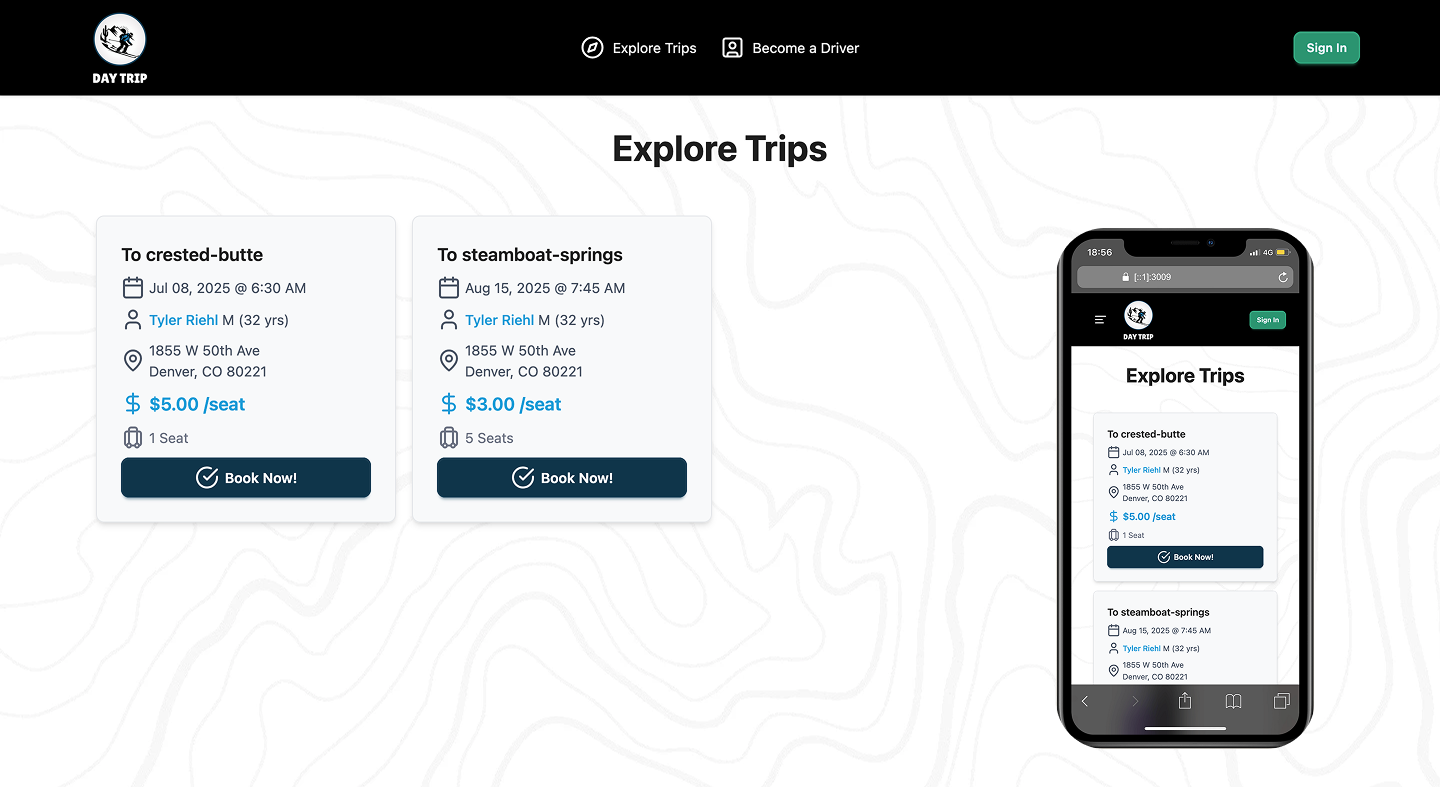 DAY TRIP
Explore Trips
Become a Driver
Sign In
Explore Trips
To crested-butte
Jul 08, 2025 @ 6:30 AM
Tyler Riehl M (32 yrs)
1855 W 50th Ave
Denver, CO 80221
$5.00 /seat
1 Seat
Book Now!
To steamboat-springs
Aug 15, 2025 @ 7:45 AM
Tyler Riehl M (32 yrs)
1855 W 50th Ave
Denver, CO 80221
$3.00 /seat
5 Seats
Book Now!
18:56
4G
[::1]:3009
DAY TRIP
Sign In
Explore Trips
To crested-butte
Jul 08, 2025 @ 6:30 AM
Tyler Riehl M (32 yrs)
1855 W 50th Ave
Denver, CO 80221
$5.00 /seat
1 Seat
Book Now!
To steamboat-springs
Aug 15, 2025 @ 7:45 AM
Tyler Riehl M (32 yrs)
1855 W 50th Ave
Denver, CO 80221